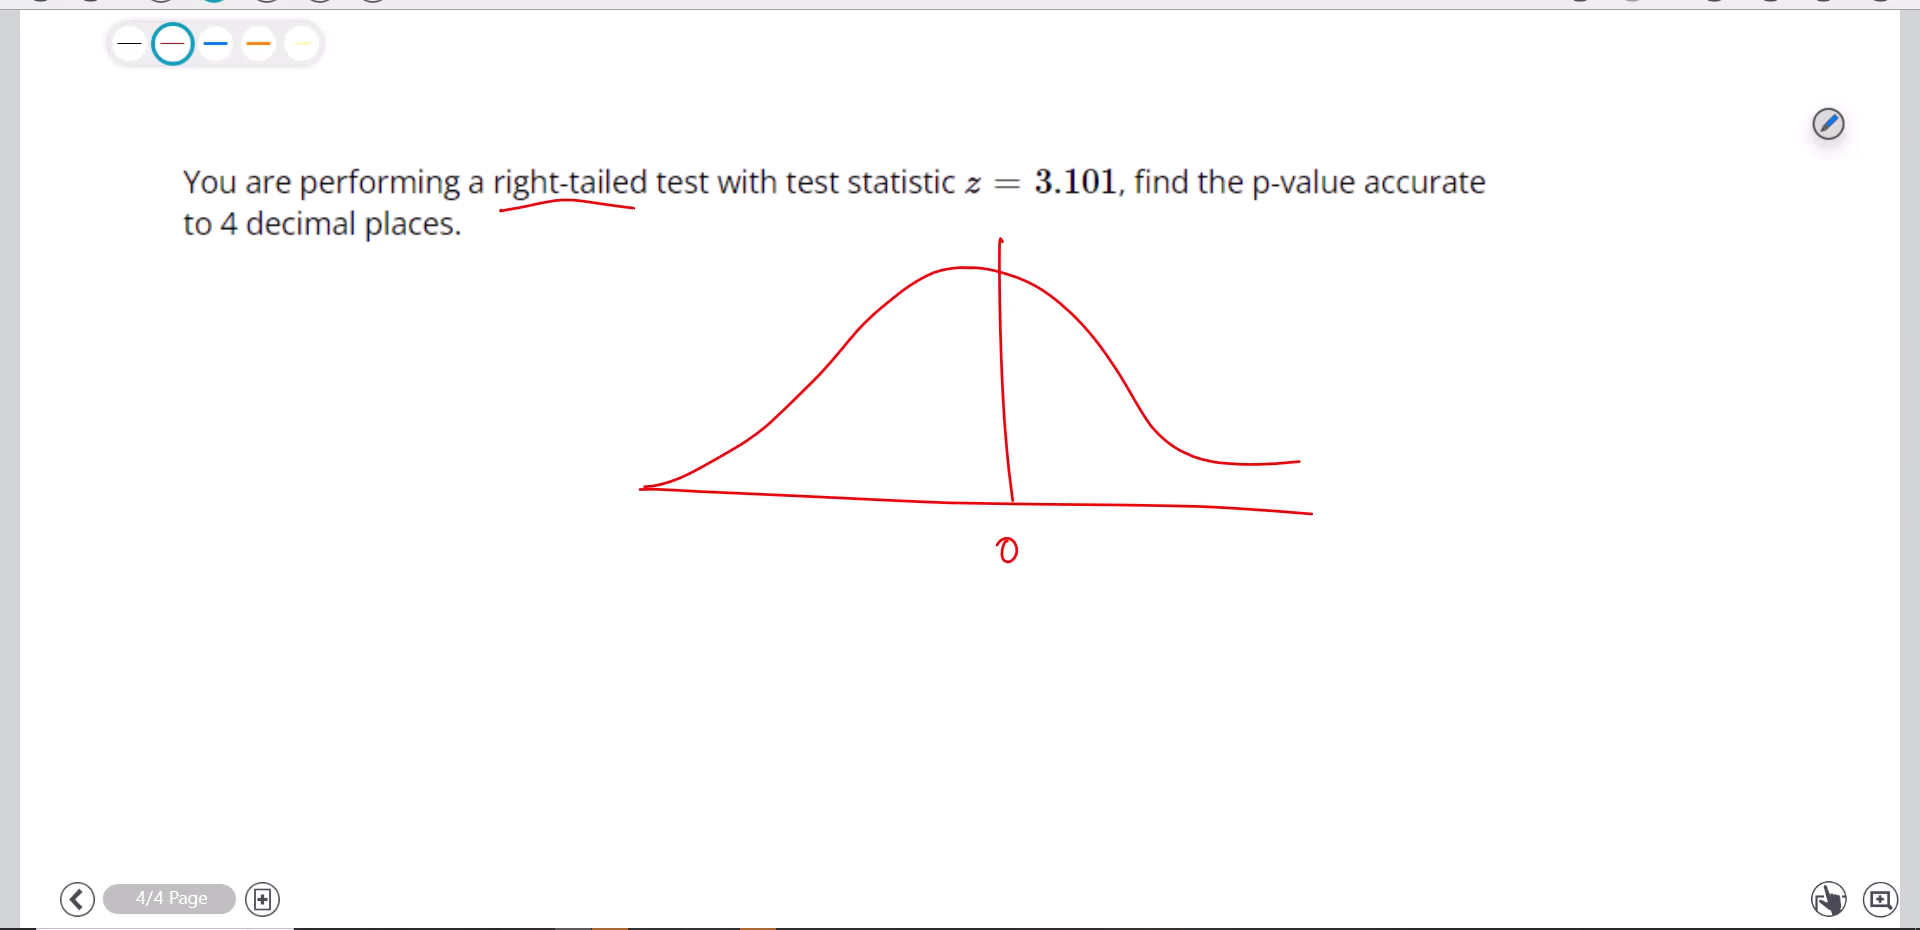 You are performing a right-tailed test with test statistic z = 3.101, find the p-value accurate
to 4 decimal places.
0
4/4 Page